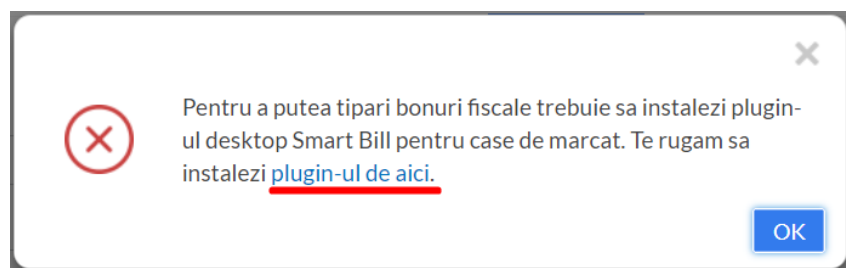 Pentru a putea tipari bonuri fiscale trebuie sa instalezi plugin-
ul desktop Smart Bill pentru case de marcat. Te rugam sa
instalezi plugin-ul de aici.
OK